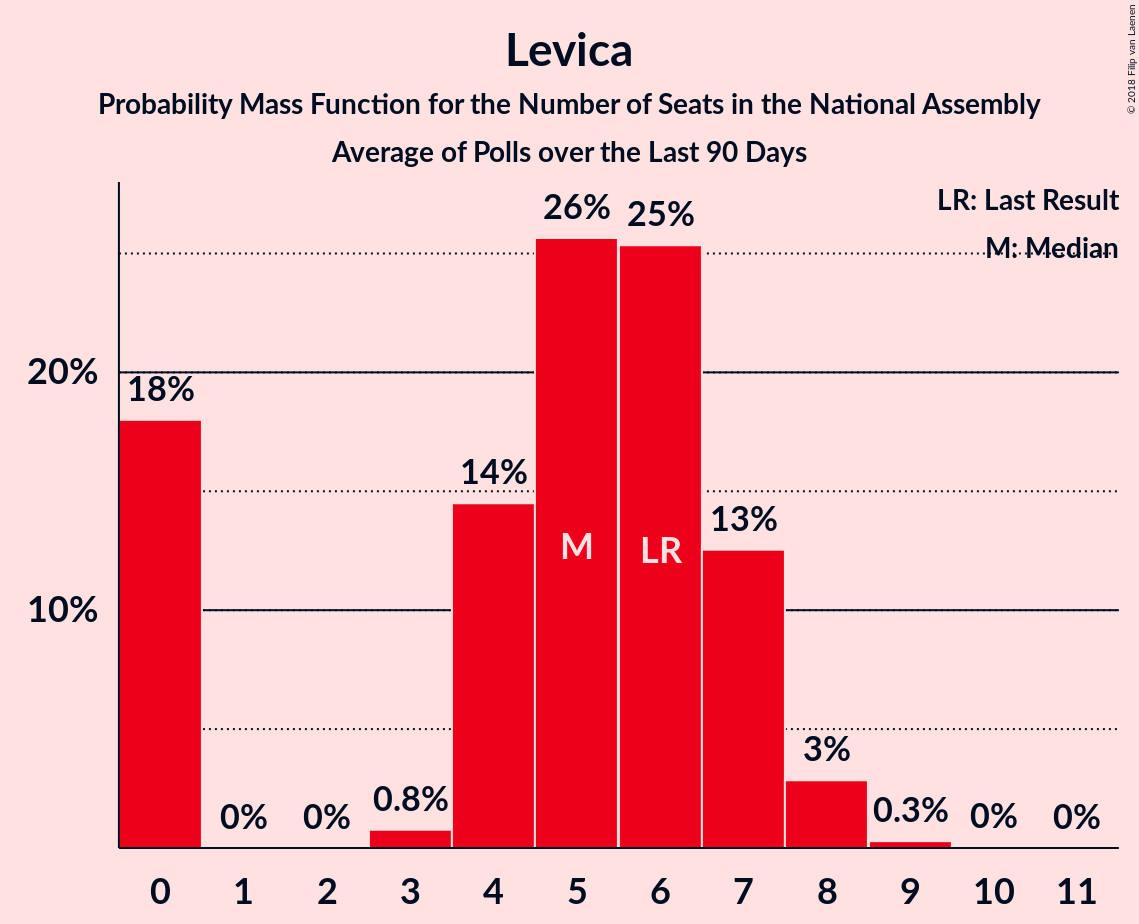 Levica
Probability Mass Function for the Number of Seats in the National Assembly
Average of Polls over the Last 90 Days
© 2018 Filip van Laenen
LR: Last Result
M: Median
26%
25%
20%
18%
14%
13%
M
LR
10%
3%
0.8%
0.3%
0%
0%
0%
0%
0 1 2 3 4 5 6 7 8 9 10 11